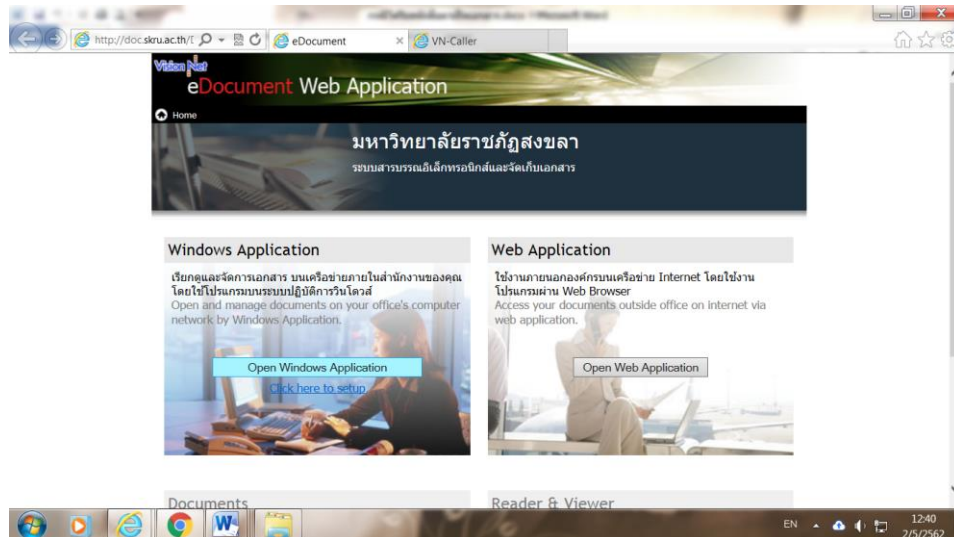 http://doc.skru.ac.th/
eDocument
VN-Caller
Vision Net
eDocument Web Application
Home
มหาวิทยาลัยราชภัฏสงขลา
ระบบสารบรรณอิเล็กทรอนิกส์และจัดเก็บเอกสาร
Windows Application
เรียกดูและจัดการเอกสาร บนเครือข่ายภายในสำนักงานของคุณ
โดยใช้โปรแกรมบนระบบปฏิบัติการวินโดวส์
Open and manage documents on your office's computer
network by Windows Application.
Open Windows Application
Click here to setup
Web Application
ใช้งานภายนอกองค์กรบนเครือข่าย Internet โดยใช้งาน
โปรแกรมผ่าน Web Browser
Access your documents outside office on internet via
web application.
Open Web Application
Documents
Reader & Viewer
EN
12:40
2/5/2562